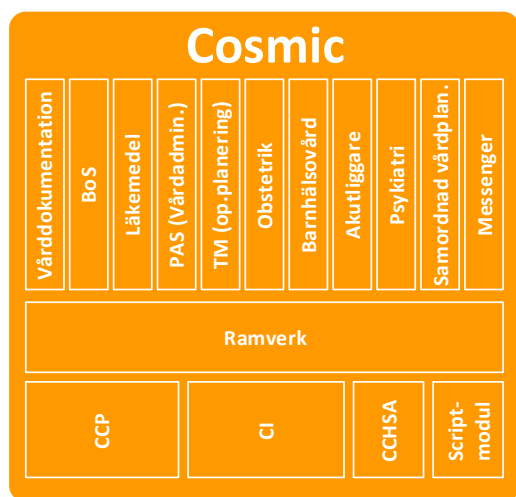 Cosmic
Vårddokumentation
BoS
Läkemedel
PAS (Vårdadmin.)
TM (op.planering)
Obstetrik
Barnhälsovård
Akutliggare
Psykiatri
Samordnad vårdplan.
Messenger
Ramverk
CCP
CI
CCHSA
Script-
modul